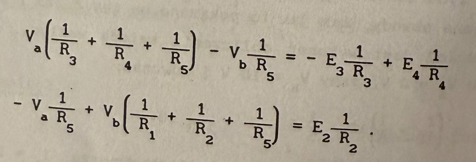 V_a(1/R_3 + 1/R_4 + 1/R_5) - V_b 1/R_5 = - E_3 1/R_3 + E_4 1/R_4
- V_a 1/R_5 + V_b(1/R_1 + 1/R_2 + 1/R_5) = E_2 1/R_2 .